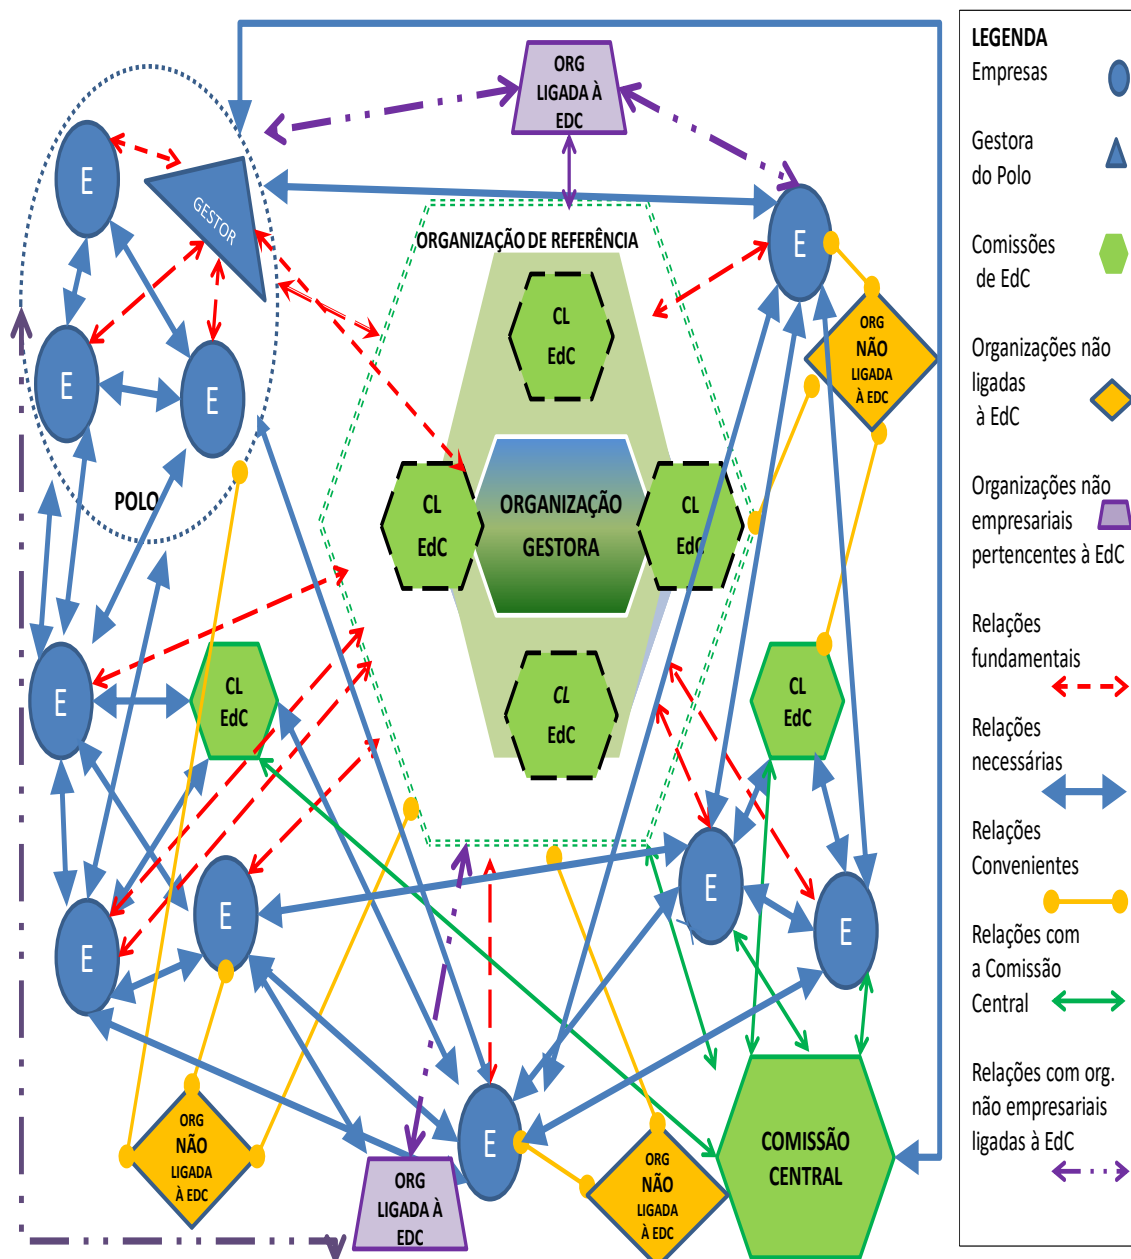 ORG
LIGADA À
EDC
E
GESTOR
E
E
E
POLO
ORGANIZAÇÃO DE REFERÊNCIA
CL
EdC
CL
EdC
ORGANIZAÇÃO
GESTORA
CL
EdC
CL
EdC
ORG
NÃO
LIGADA
À EDC
E
CL
EdC
CL
EdC
E
E
E
E
E
ORG
NÃO
LIGADA
À EDC
ORG
LIGADA À
EDC
E
ORG
NÃO
LIGADA
À EDC
COMISSÃO
CENTRAL
LEGENDA
Empresas
Gestora
do Polo
Comissões
de EdC
Organizações não
ligadas
à EdC
Organizações não
empresariais
pertencentes à EdC
Relações
fundamentais
Relações
necessárias
Relações
Convenientes
Relações com
a Comissão
Central
Relações com org.
não empresariais
ligadas à EdC